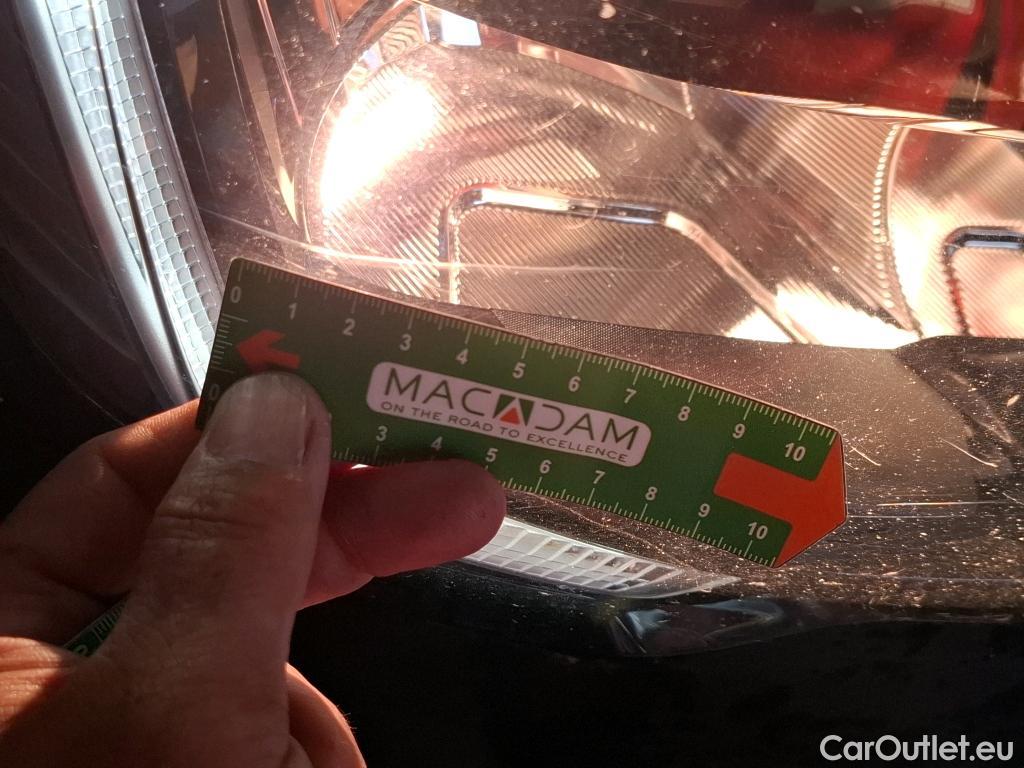 0 1 2 3 4 5 6 7 8 9 10
MACADAM
ON THE ROAD TO EXCELLENCE
0 3 4 5 6 7 8 9 10
CarOutlet.eu